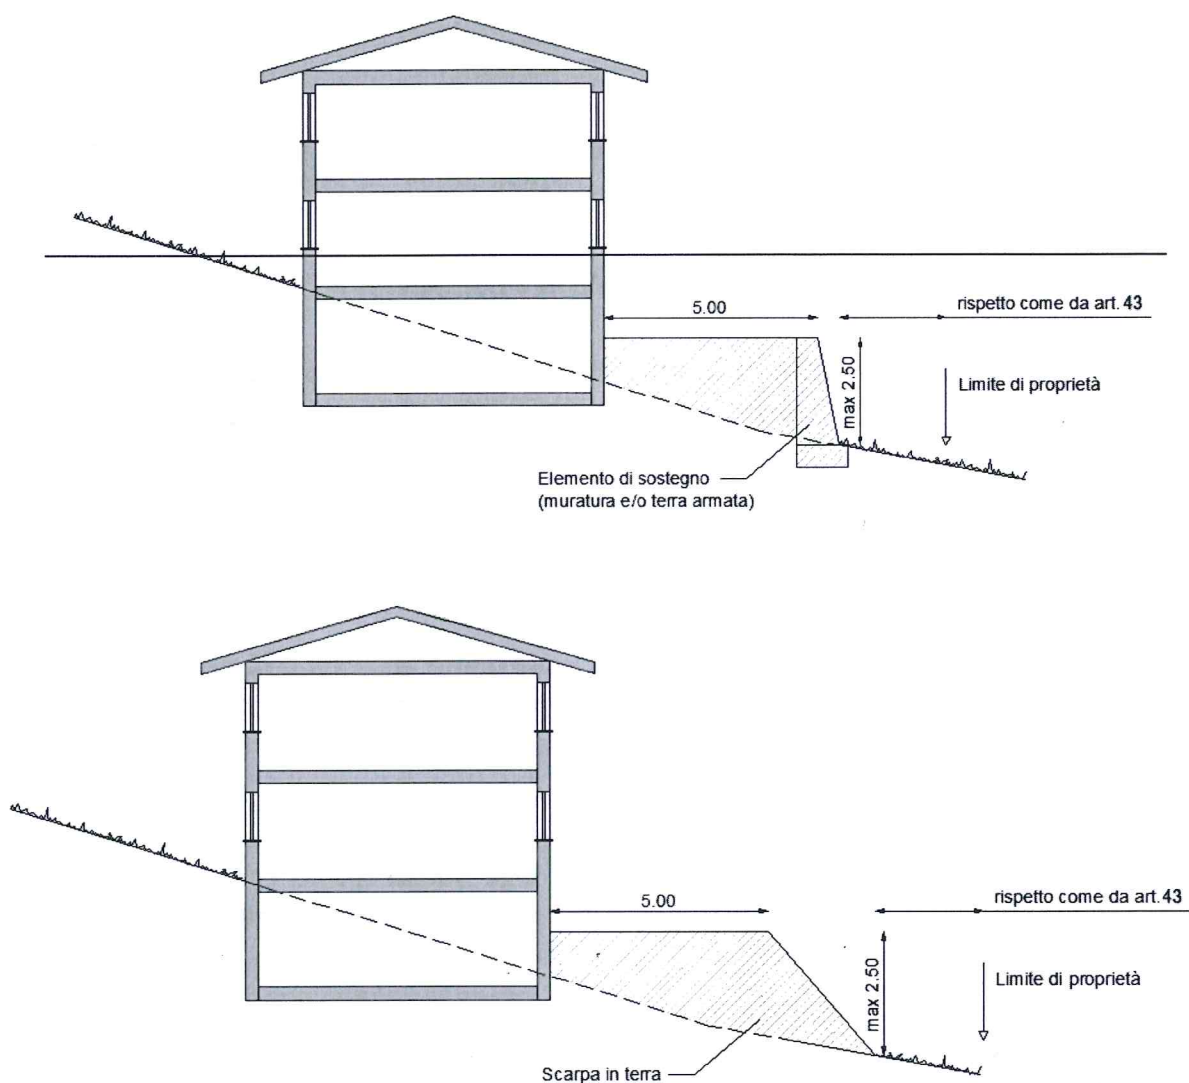 5.00
rispetto come da art. 43
max 2.50
Limite di proprietà
Elemento di sostegno
(muratura e/o terra armata)
5.00
rispetto come da art. 43
max 2.50
Limite di proprietà
Scarpa in terra